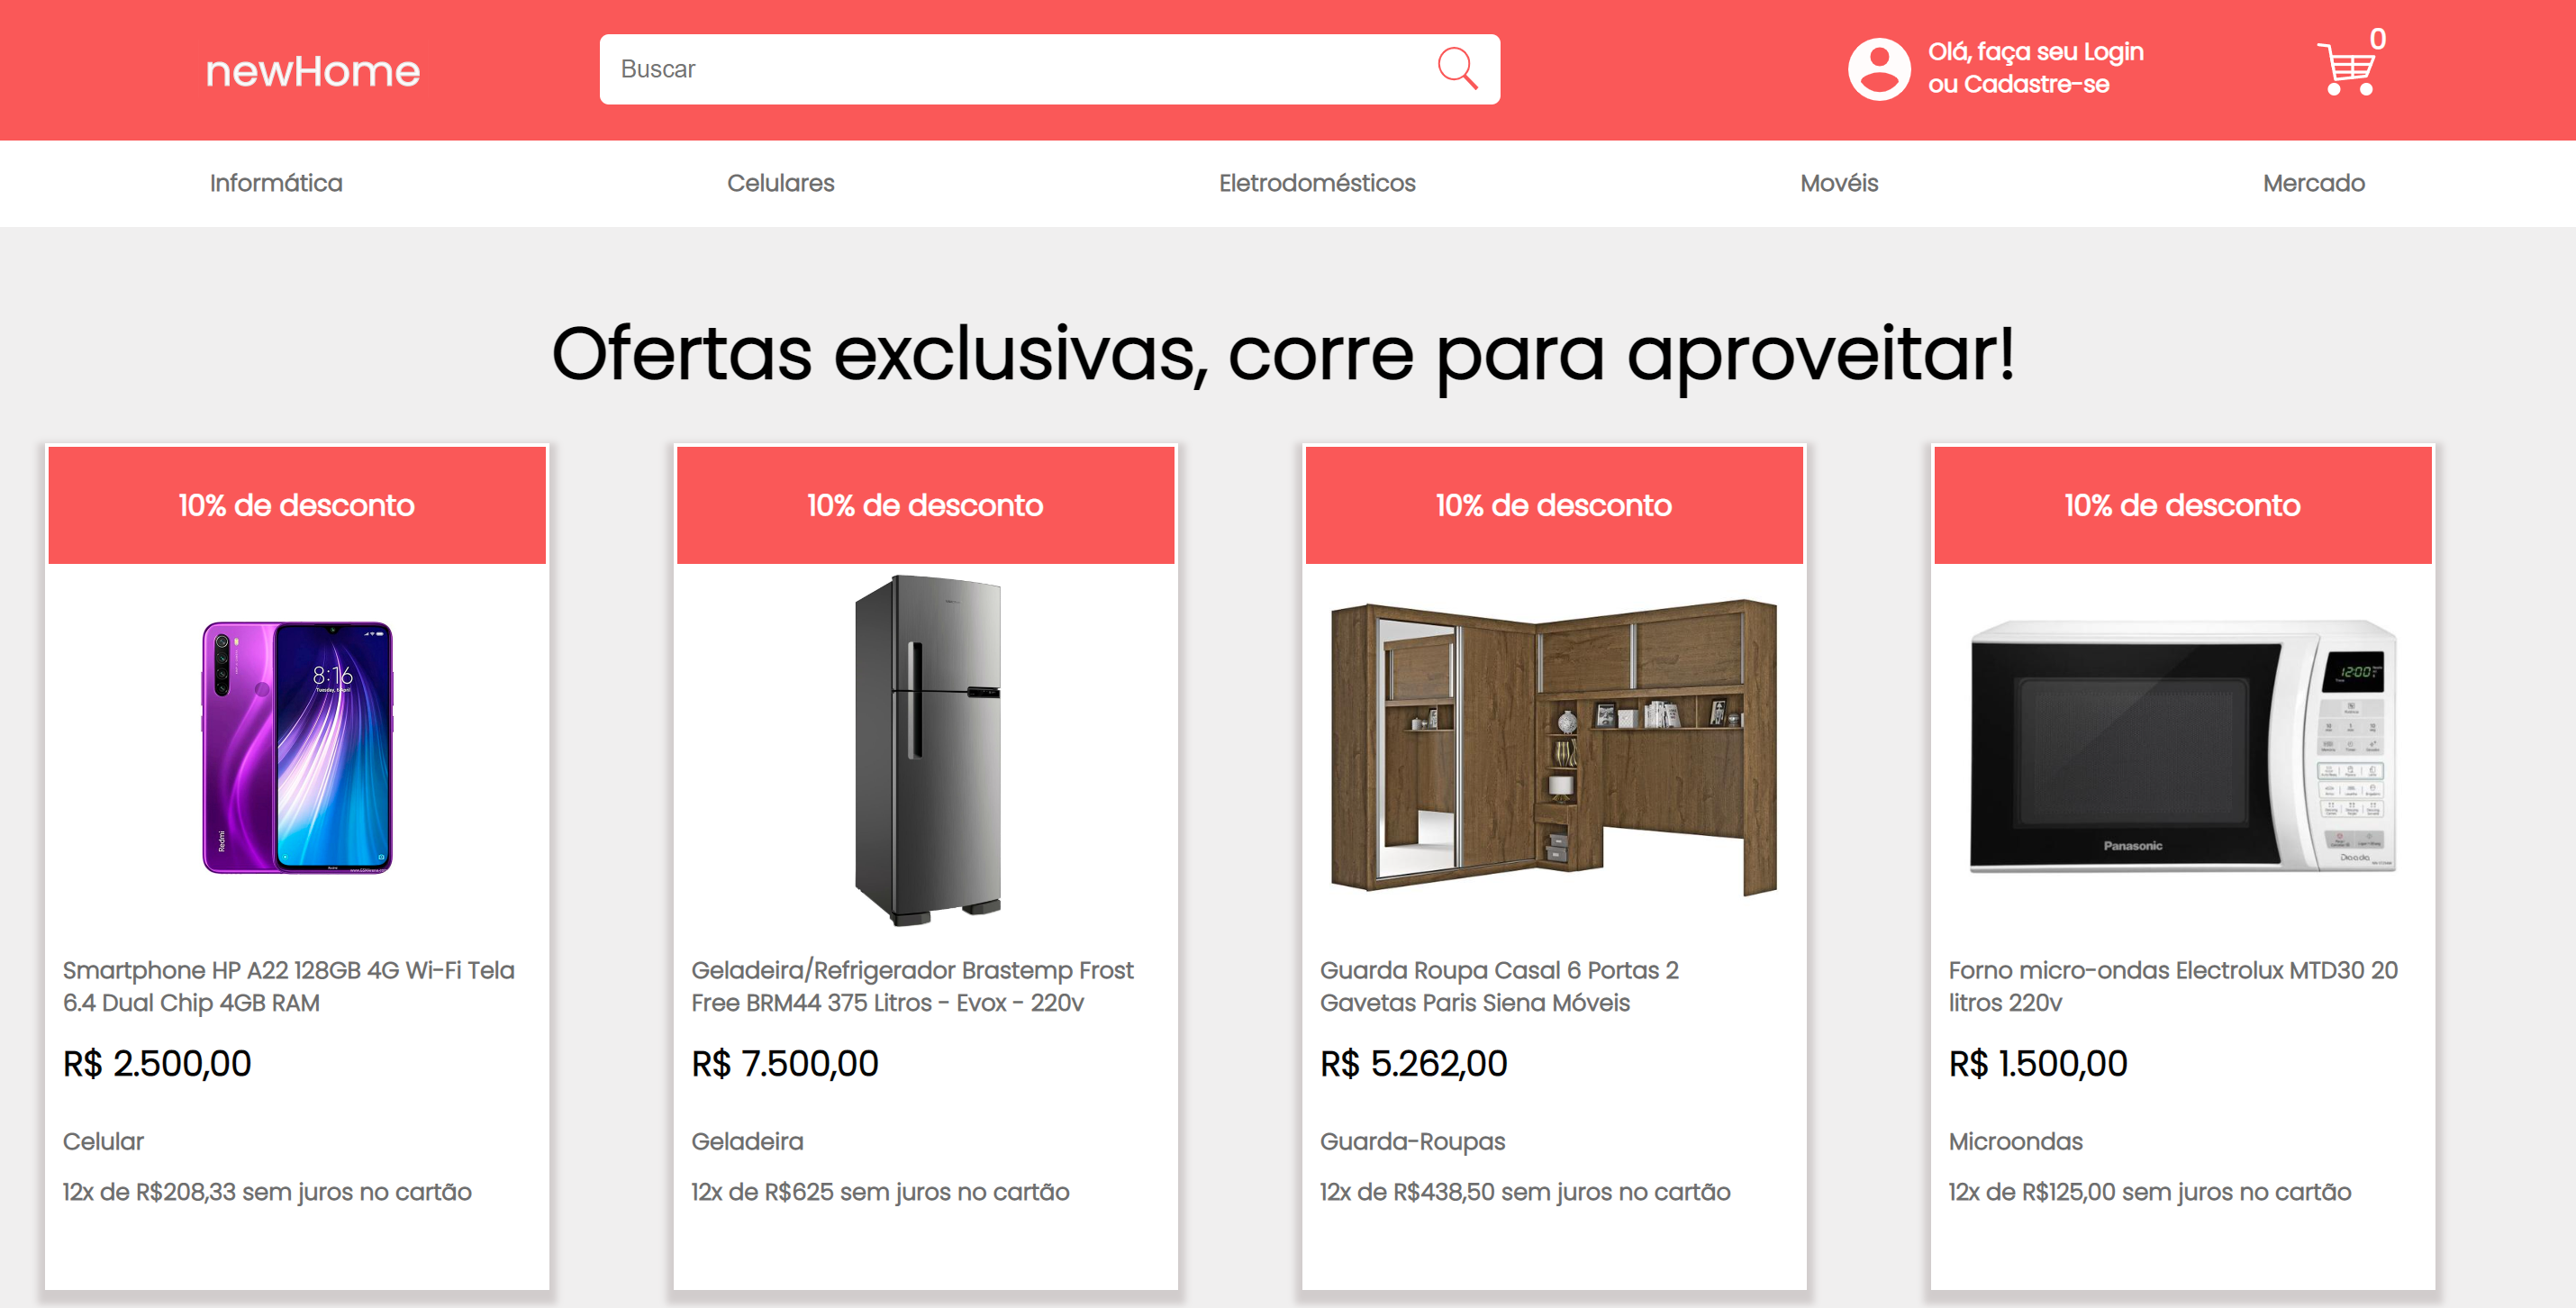 newHome
Buscar
Olá, faça seu Login
ou Cadastre-se
0
Informática
Celulares
Eletrodomésticos
Movéis
Mercado
Ofertas exclusivas, corre para aproveitar!
10% de desconto
10% de desconto
10% de desconto
10% de desconto
8:16
Redmi
12:00
Panasonic
Smartphone HP A22 128GB 4G Wi-Fi Tela
6.4 Dual Chip 4GB RAM
R$ 2.500,00
Celular
12x de R$208,33 sem juros no cartão
Geladeira/Refrigerador Brastemp Frost
Free BRM44 375 Litros - Evox - 220v
R$ 7.500,00
Geladeira
12x de R$625 sem juros no cartão
Guarda Roupa Casal 6 Portas 2
Gavetas Paris Siena Móveis
R$ 5.262,00
Guarda-Roupas
12x de R$438,50 sem juros no cartão
Forno micro-ondas Electrolux MTD30 20
litros 220v
R$ 1.500,00
Microondas
12x de R$125,00 sem juros no cartão